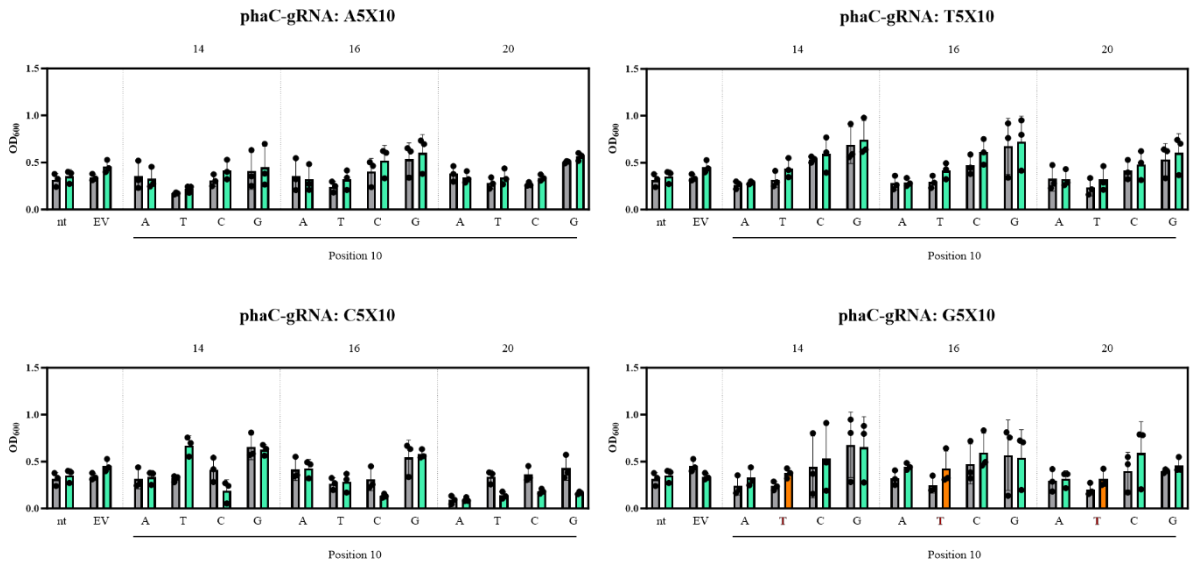 phaC-gRNA: A5X10
14 16 20
1.5
1.0
0.5
0.0
OD600
nt EV A T C G A T C G A T C G
Position 10
phaC-gRNA: T5X10
14 16 20
1.5
1.0
0.5
0.0
OD600
nt EV A T C G A T C G A T C G
Position 10
phaC-gRNA: C5X10
14 16 20
1.5
1.0
0.5
0.0
OD600
nt EV A T C G A T C G A T C G
Position 10
phaC-gRNA: G5X10
14 16 20
1.5
1.0
0.5
0.0
OD600
nt EV A T C G A T C G A T C G
Position 10